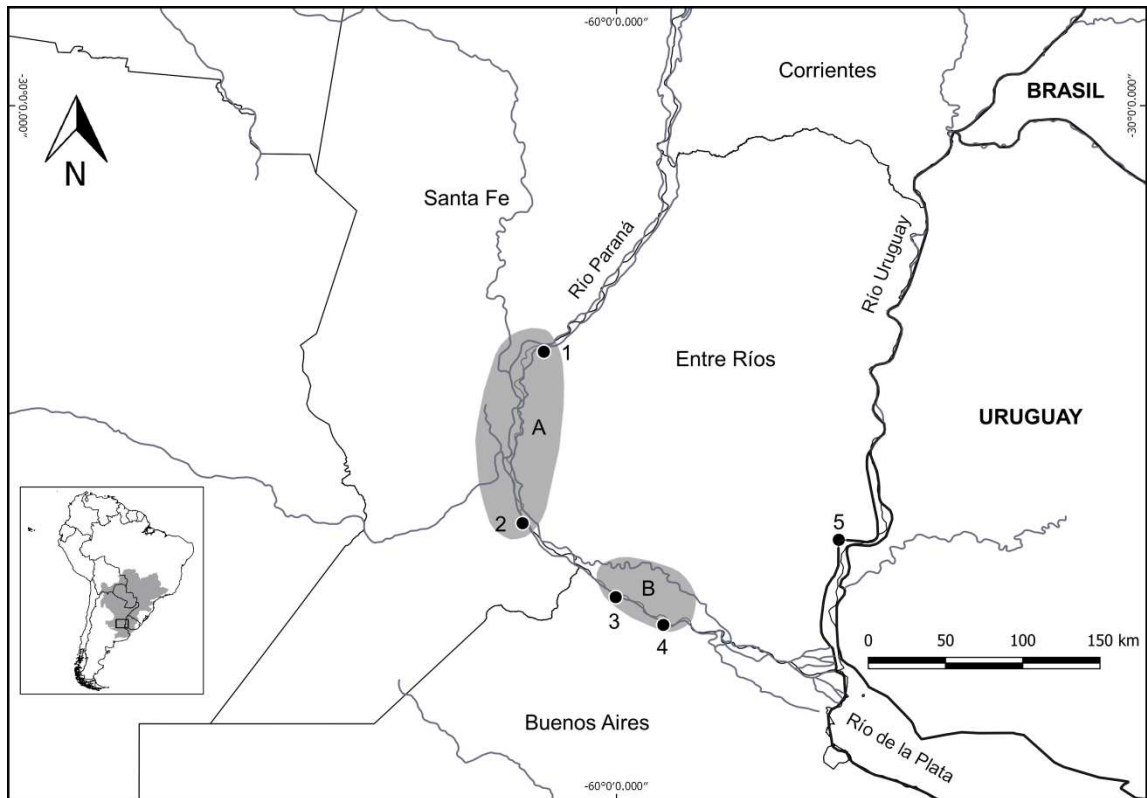 -60°0'0.000"
Corrientes
BRASIL
-30°0'0.000"
-30°0'0.000"
N
Santa Fe
Río Paraná
Río Uruguay
1
Entre Ríos
A
URUGUAY
2
5
B
3
4
0 50 100 150 km
Buenos Aires
Río de la Plata
-60°0'0.000"